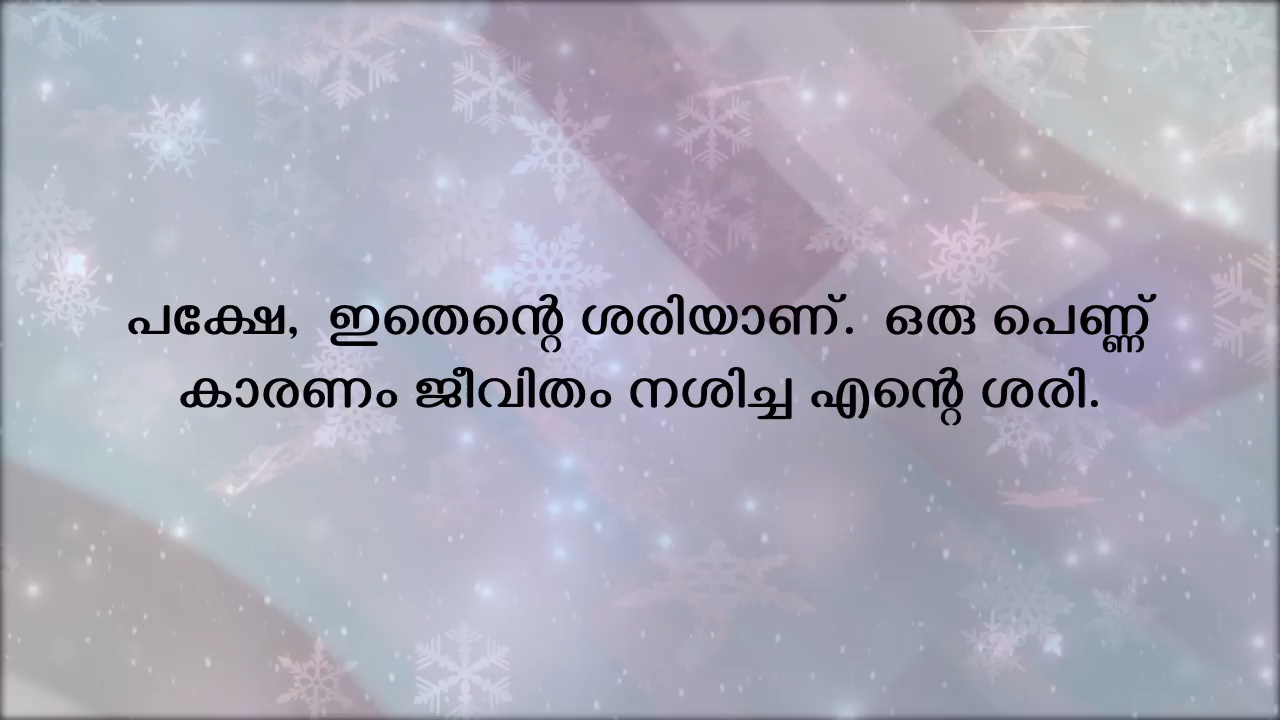 പക്ഷേ, ഇതെന്റെ ശരിയാണ്. ഒരു പെണ്ണ്
കാരണം ജീവിതം നശിച്ച എന്റെ ശരി.